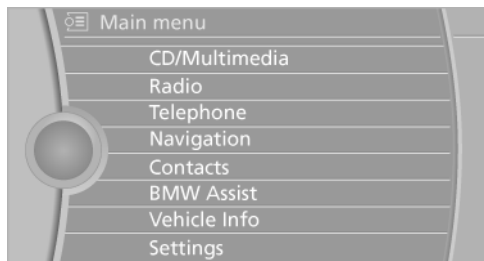 Main menu
CD/Multimedia
Radio
Telephone
Navigation
Contacts
BMW Assist
Vehicle Info
Settings